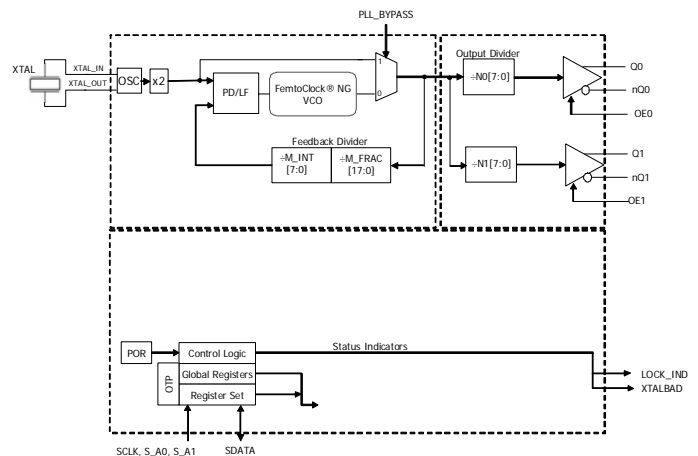 PLL_BYPASS
XTAL
XTAL_IN
XTAL_OUT
OSC
x2
PD/LF
FemtoClock® NG
VCO
1
0
Feedback Divider
÷M_INT
[7:0]
÷M_FRAC
[17:0]
Output Divider
÷N0[7:0]
Q0
nQ0
OE0
÷N1[7:0]
Q1
nQ1
OE1
POR
OTP
Control Logic
Global Registers
Register Set
Status Indicators
LOCK_IND
XTALBAD
SCLK, S_A0, S_A1
SDATA